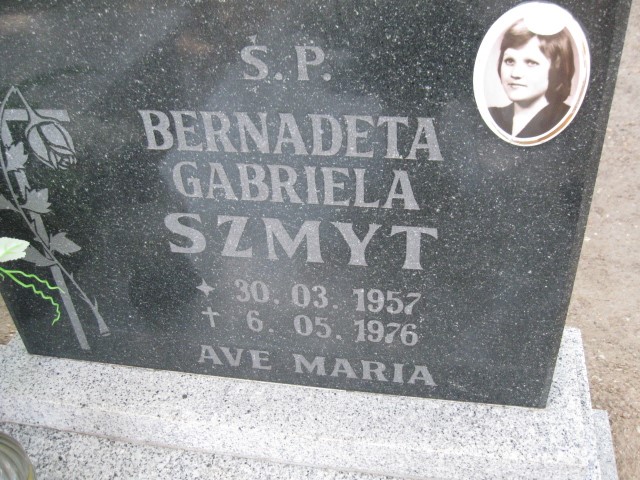 Ś.P.
BERNADETA
GABRIELA
SZMYT
30. 03. 1957
† 6. 05. 1976
AVE MARIA